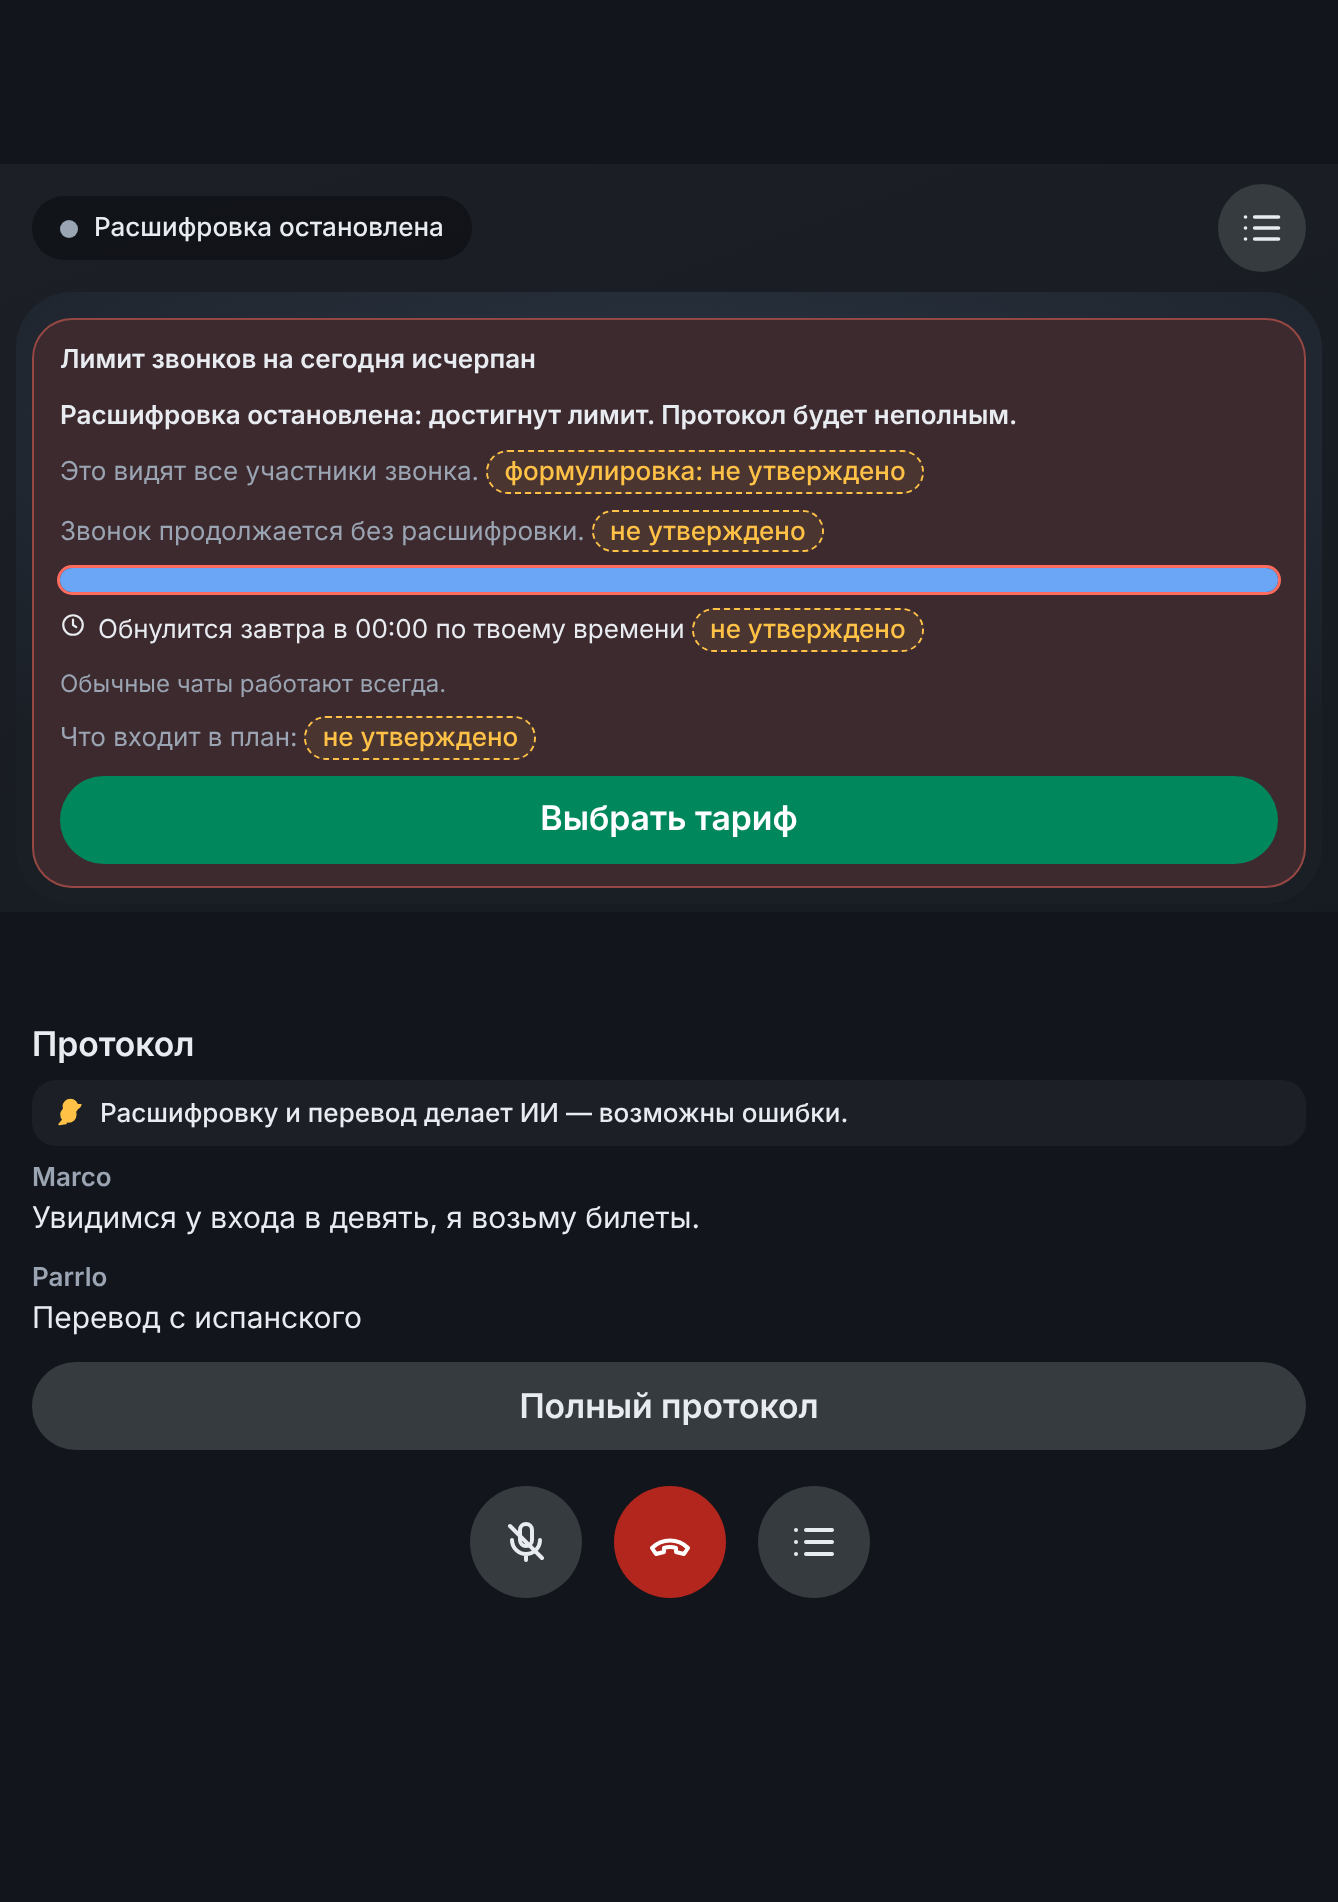 Расшифровка остановлена
Лимит звонков на сегодня исчерпан
Расшифровка остановлена: достигнут лимит. Протокол будет неполным.
Это видят все участники звонка. формулировка: не утверждено
Звонок продолжается без расшифровки. не утверждено
Обнулится завтра в 00:00 по твоему времени не утверждено
Обычные чаты работают всегда.
Что входит в план: не утверждено
Выбрать тариф
Протокол
Расшифровку и перевод делает ИИ — возможны ошибки.
Marco
Увидимся у входа в девять, я возьму билеты.
Parrlo
Перевод с испанского
Полный протокол